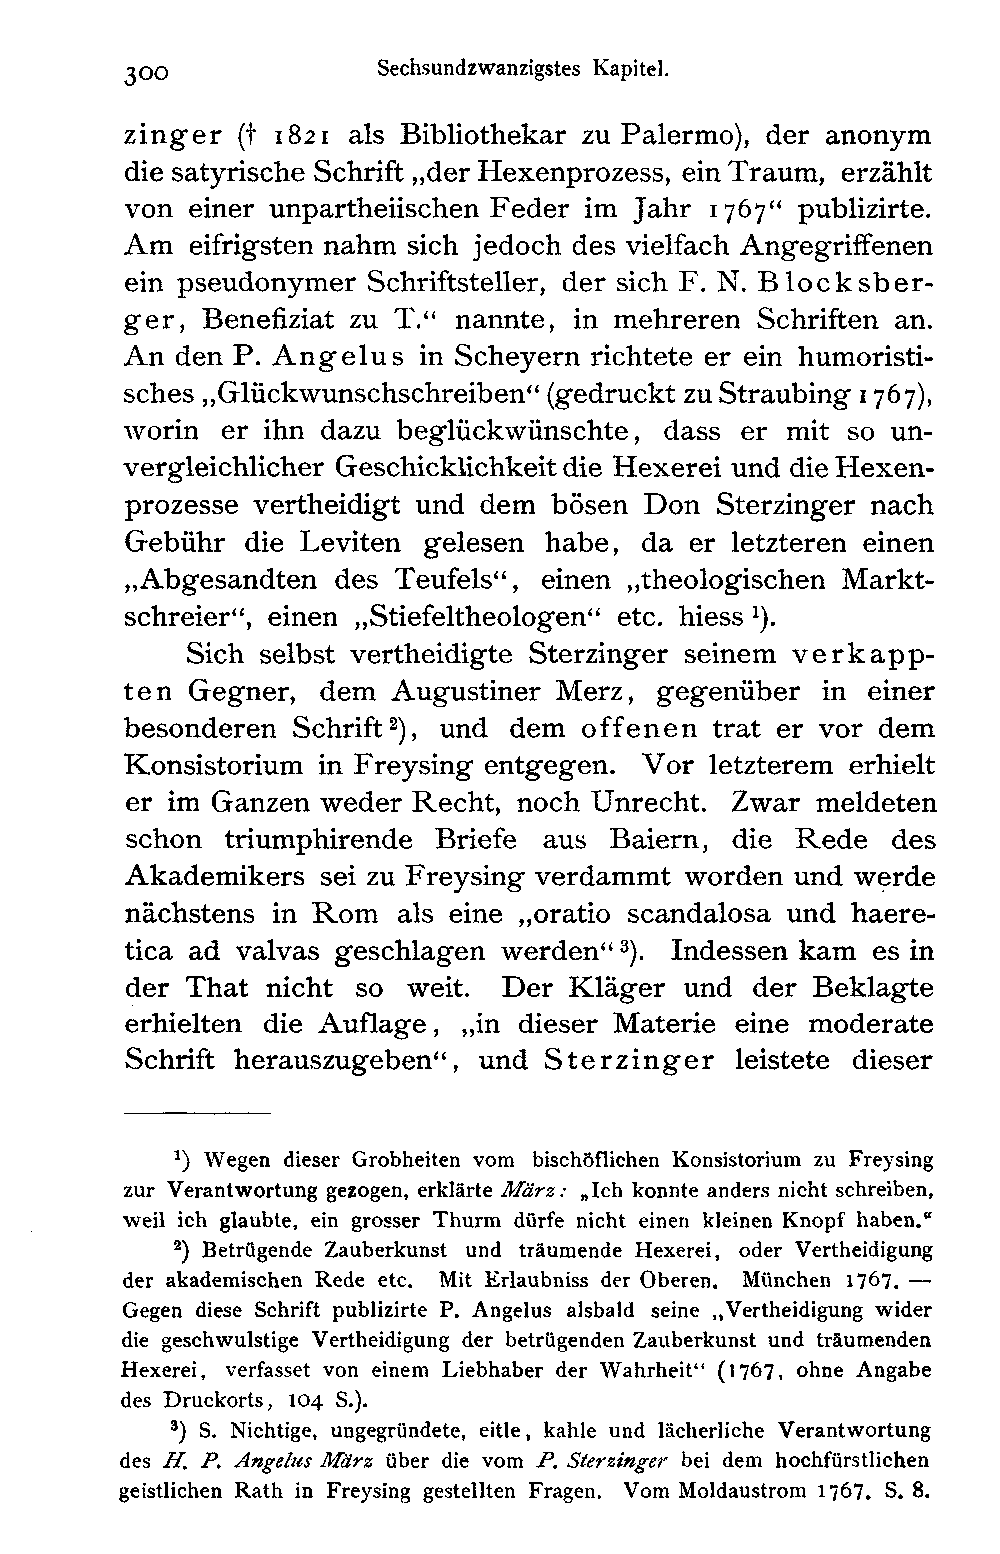 300 Sechsundzwanzigstes Kapitel.
zinger († 1821 als Bibliothekar zu Palermo), der anonym
die satyrische Schrift „der Hexenprozess, ein Traum, erzählt
von einer unpartheiischen Feder im Jahr 1767“ publizirte.
Am eifrigsten nahm sich jedoch des vielfach Angegriffenen
ein pseudonymer Schriftsteller, der sich F. N. Blocksber-
ger, Benefiziat zu T.“ nannte, in mehreren Schriften an.
An den P. Angelus in Scheyern richtete er ein humoristi-
sches „Glückwunschschreiben“ (gedruckt zu Straubing 1767),
worin er ihn dazu beglückwünschte, dass er mit so un-
vergleichlicher Geschicklichkeit die Hexerei und die Hexen-
prozesse vertheidigt und dem bösen Don Sterzinger nach
Gebühr die Leviten gelesen habe, da er letzteren einen
„Abgesandten des Teufels“, einen „theologischen Markt-
schreier“, einen „Stiefeltheologen“ etc. hiess ¹).
Sich selbst vertheidigte Sterzinger seinem verkapp-
ten Gegner, dem Augustiner Merz, gegenüber in einer
besonderen Schrift ²), und dem offenen trat er vor dem
Konsistorium in Freysing entgegen. Vor letzterem erhielt
er im Ganzen weder Recht, noch Unrecht. Zwar meldeten
schon triumphirende Briefe aus Baiern, die Rede des
Akademikers sei zu Freysing verdammt worden und werde
nächstens in Rom als eine „oratio scandalosa und haere-
tica ad valvas geschlagen werden“ ³). Indessen kam es in
der That nicht so weit. Der Kläger und der Beklagte
erhielten die Auflage, „in dieser Materie eine moderate
Schrift herauszugeben“, und Sterzinger leistete dieser
¹) Wegen dieser Grobheiten vom bischöflichen Konsistorium zu Freysing
zur Verantwortung gezogen, erklärte März: „Ich konnte anders nicht schreiben,
weil ich glaubte, ein grosser Thurm dürfe nicht einen kleinen Knopf haben.“
²) Betrügende Zauberkunst und träumende Hexerei, oder Vertheidigung
der akademischen Rede etc. Mit Erlaubniss der Oberen. München 1767. —
Gegen diese Schrift publizirte P. Angelus alsbald seine „Vertheidigung wider
die geschwulstige Vertheidigung der betrügenden Zauberkunst und träumenden
Hexerei, verfasset von einem Liebhaber der Wahrheit“ (1767, ohne Angabe
des Druckorts, 104 S.).
³) S. Nichtige, ungegründete, eitle, kahle und lächerliche Verantwortung
des H. P. Angelus März über die vom P. Sterzinger bei dem hochfürstlichen
geistlichen Rath in Freysing gestellten Fragen. Vom Moldaustrom 1767. S. 8.